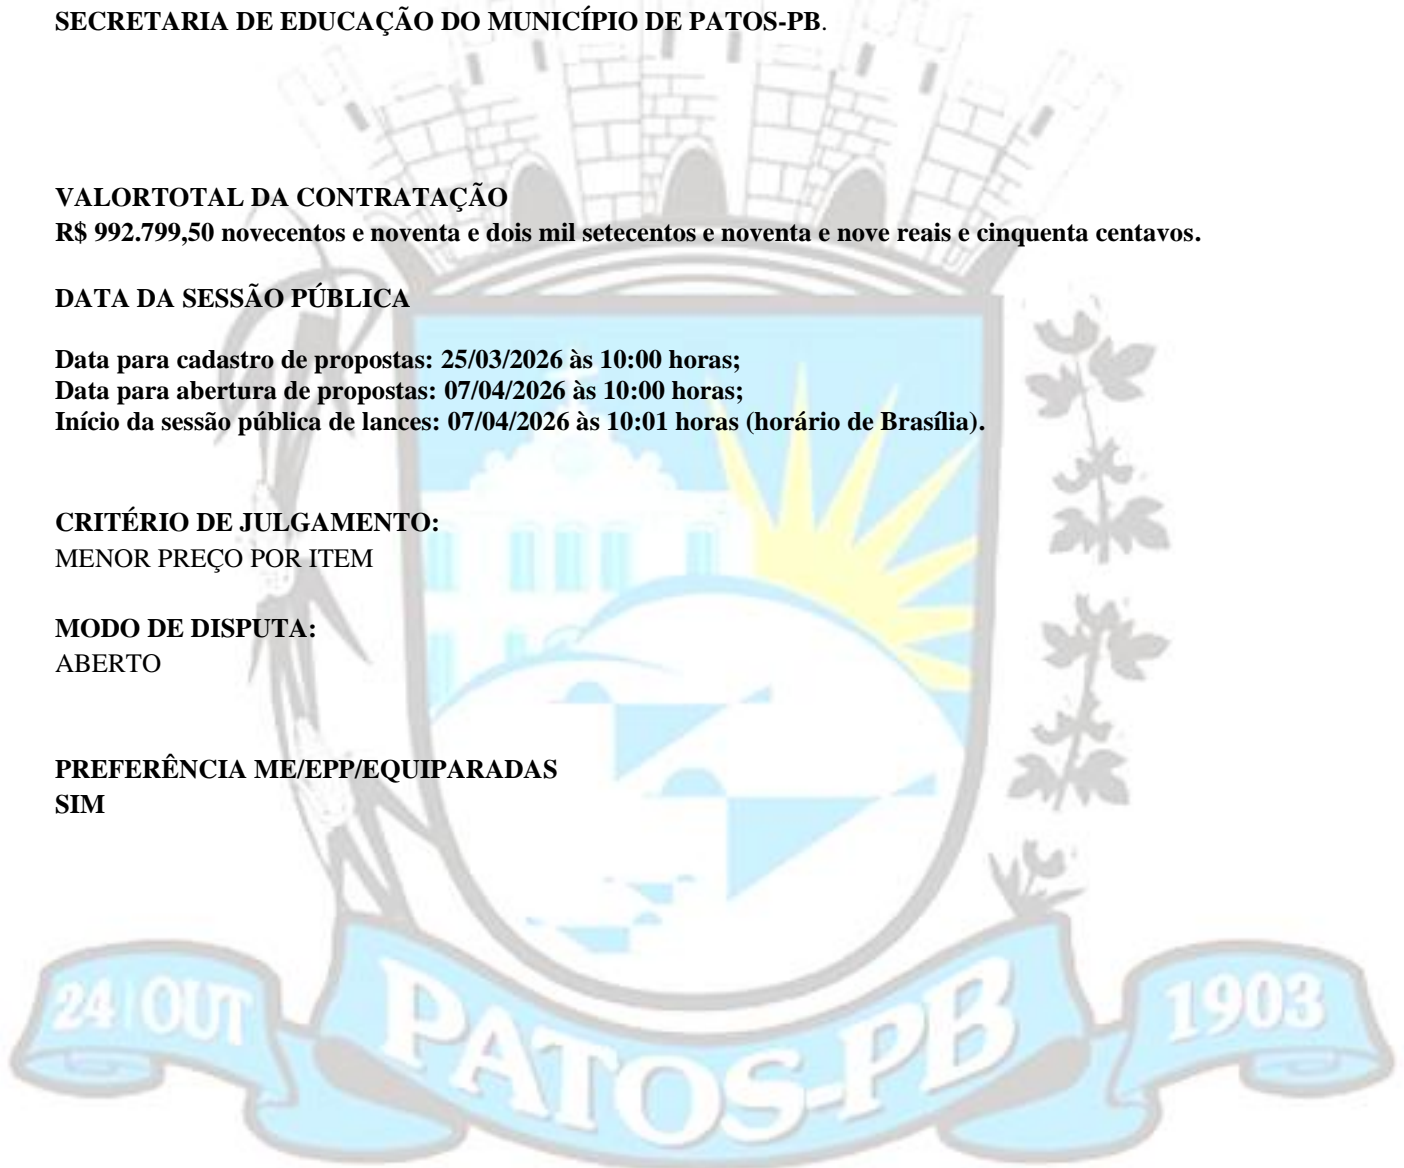 SECRETARIA DE EDUCAÇÃO DO MUNICÍPIO DE PATOS-PB.
VALORTOTAL DA CONTRATAÇÃO
R$ 992.799,50 novecentos e noventa e dois mil setecentos e noventa e nove reais e cinquenta centavos.
DATA DA SESSÃO PÚBLICA
Data para cadastro de propostas: 25/03/2026 às 10:00 horas;
Data para abertura de propostas: 07/04/2026 às 10:00 horas;
Início da sessão pública de lances: 07/04/2026 às 10:01 horas (horário de Brasília).
CRITÉRIO DE JULGAMENTO:
MENOR PREÇO POR ITEM
MODO DE DISPUTA:
ABERTO
PREFERÊNCIA ME/EPP/EQUIPARADAS
SIM
24 OUT
PATOS-PB
1903